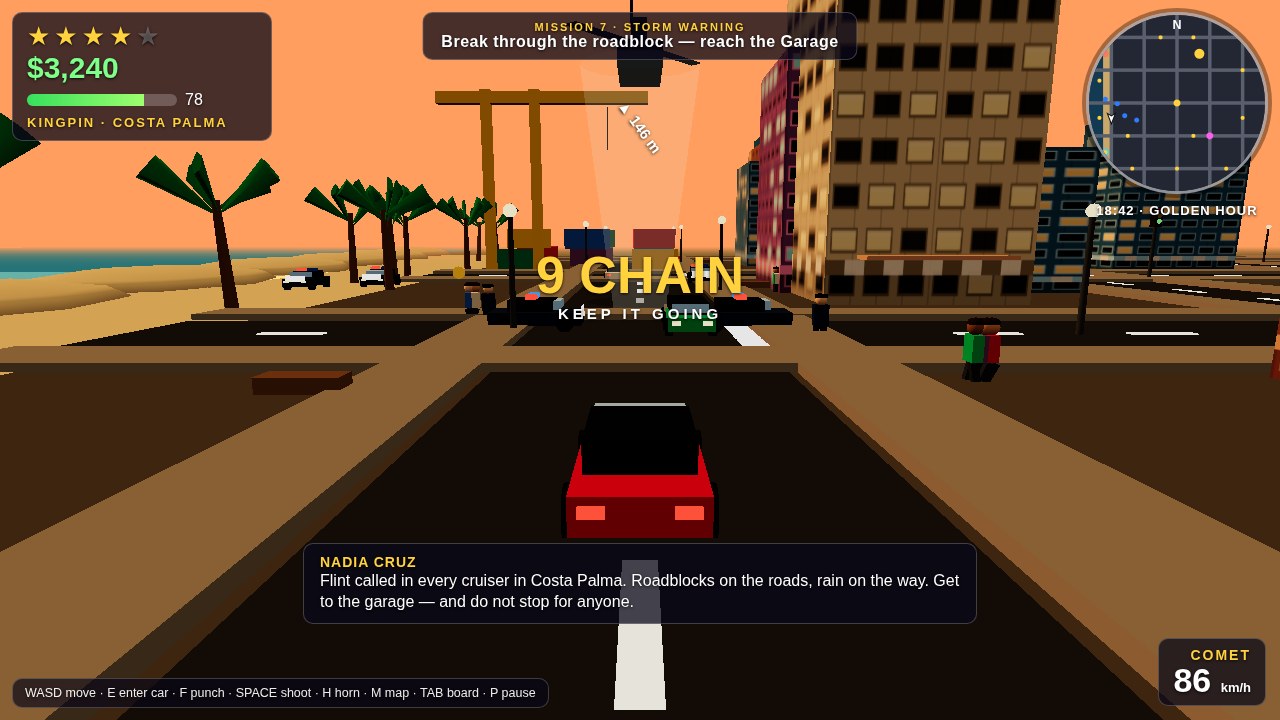 ★★★★★
$3,240
78
KINGPIN · COSTA PALMA
MISSION 7 · STORM WARNING
Break through the roadblock — reach the Garage
146 m
N
18:42 · GOLDEN HOUR
9 CHAIN
KEEP IT GOING
NADIA CRUZ
Flint called in every cruiser in Costa Palma. Roadblocks on the roads, rain on the way. Get
to the garage — and do not stop for anyone.
WASD move · E enter car · F punch · SPACE shoot · H horn · M map · TAB board · P pause
COMET
86 km/h